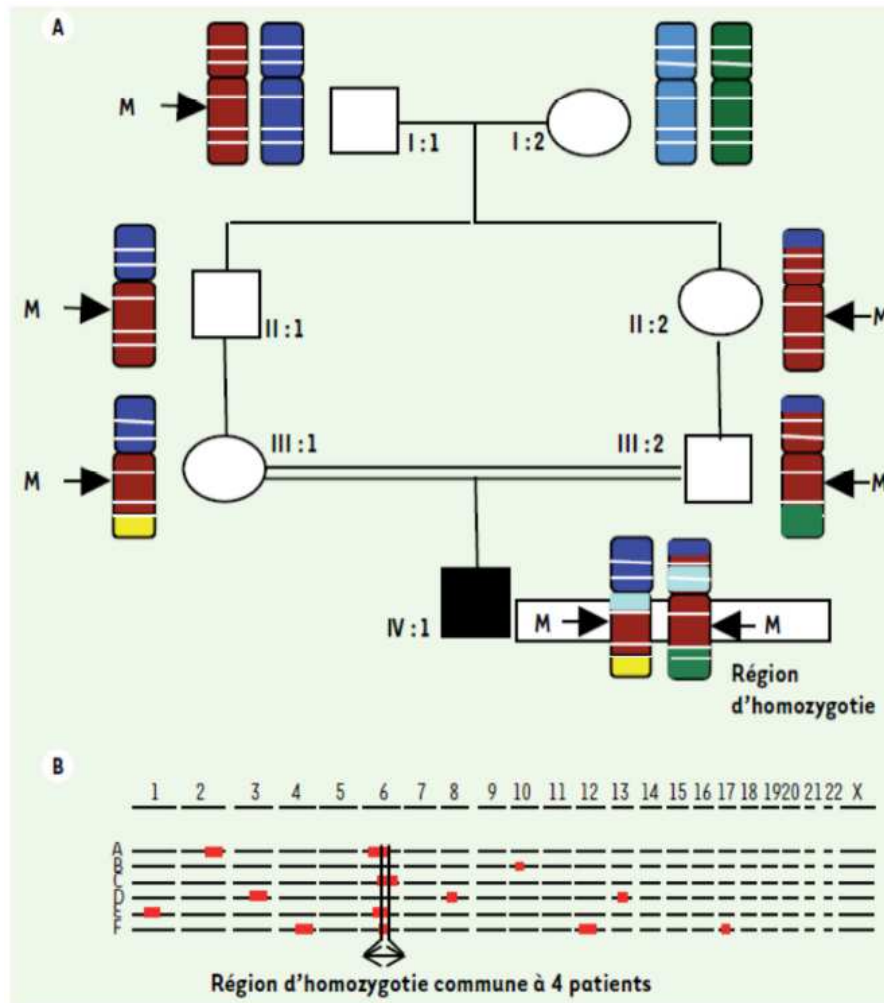 A
M
I : 1
I : 2
M
II : 1
II : 2
M
M
III : 1
III : 2
M
IV : 1
M
M
Région
d'homozygotie
B
1 2 3 4 5 6 7 8 9 10 11 12 13 14 15 16 17 18 19 20 21 22 X
A
B
C
D
E
F
Région d'homozygotie commune à 4 patients